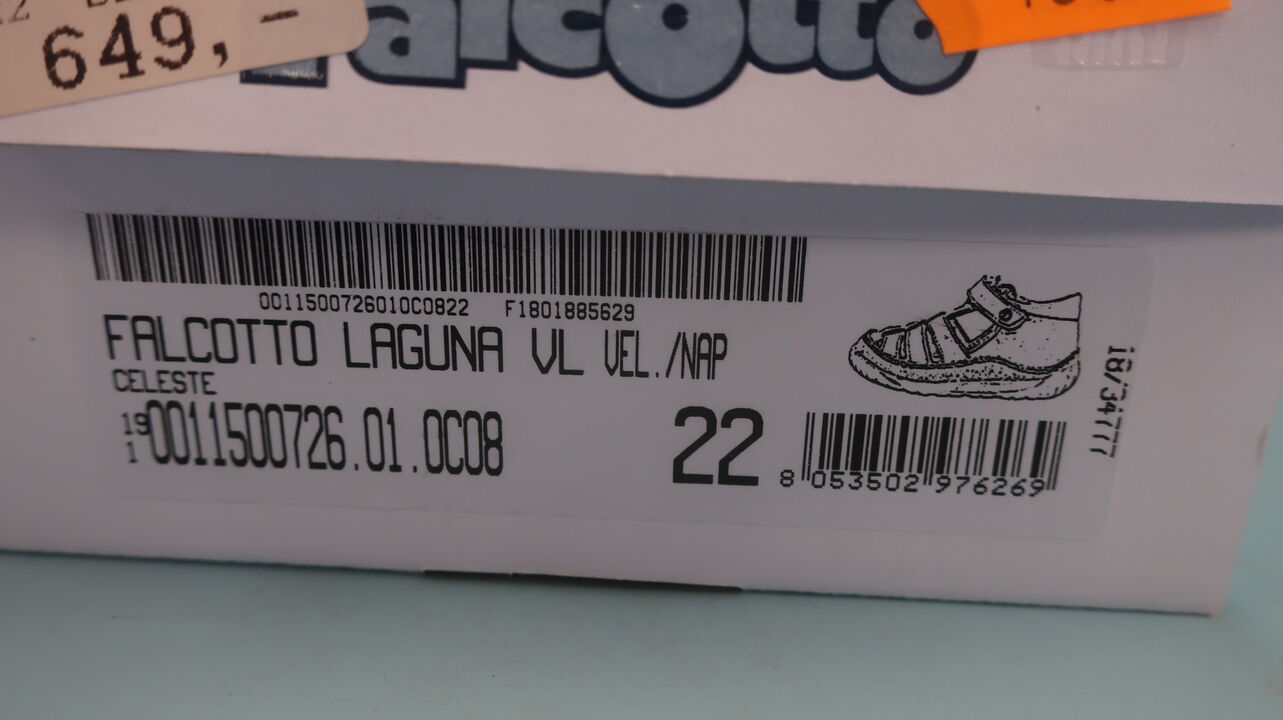 649,-
Falcotto
0011500726010C0822 F1801885629
FALCOTTO LAGUNA VL VEL./NAP
CELESTE
19
1
0011500726.01.0C08
22
8 053502 976269
18/34777